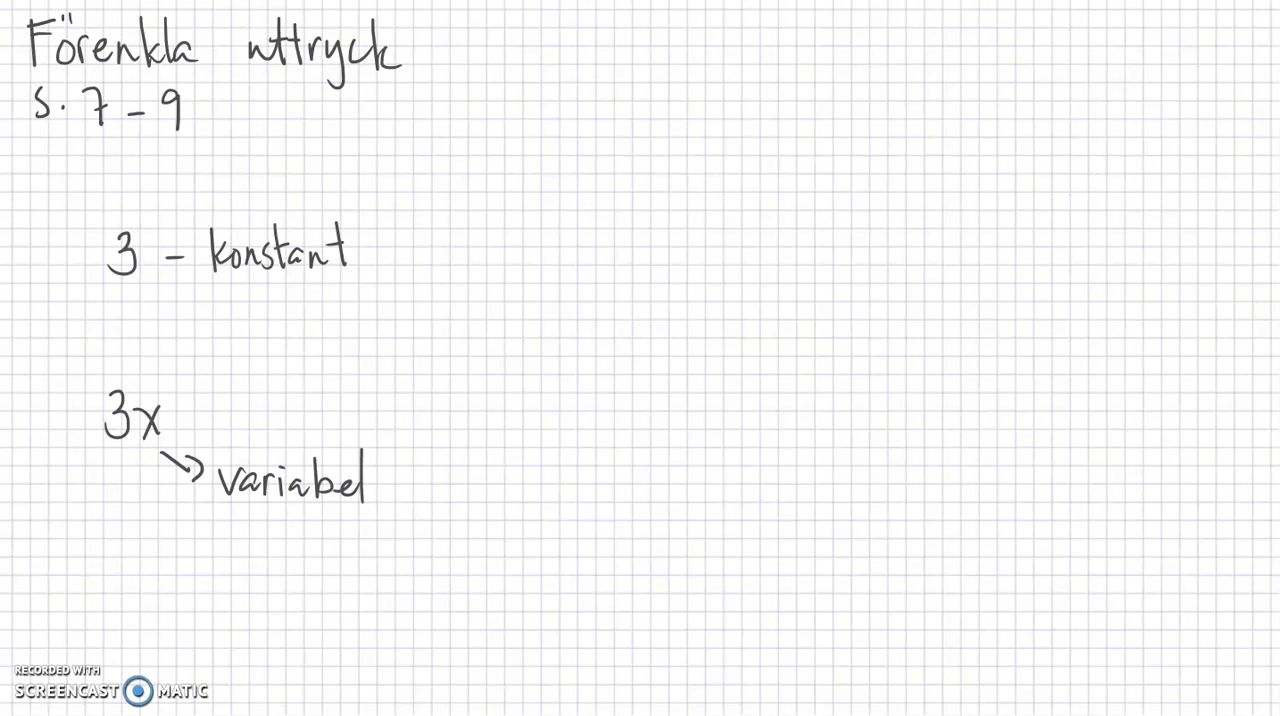 Förenkla uttryck
s. 7 - 9
3 - konstant
3x
variabel
RECORDED WITH
SCREENCAST MATIC